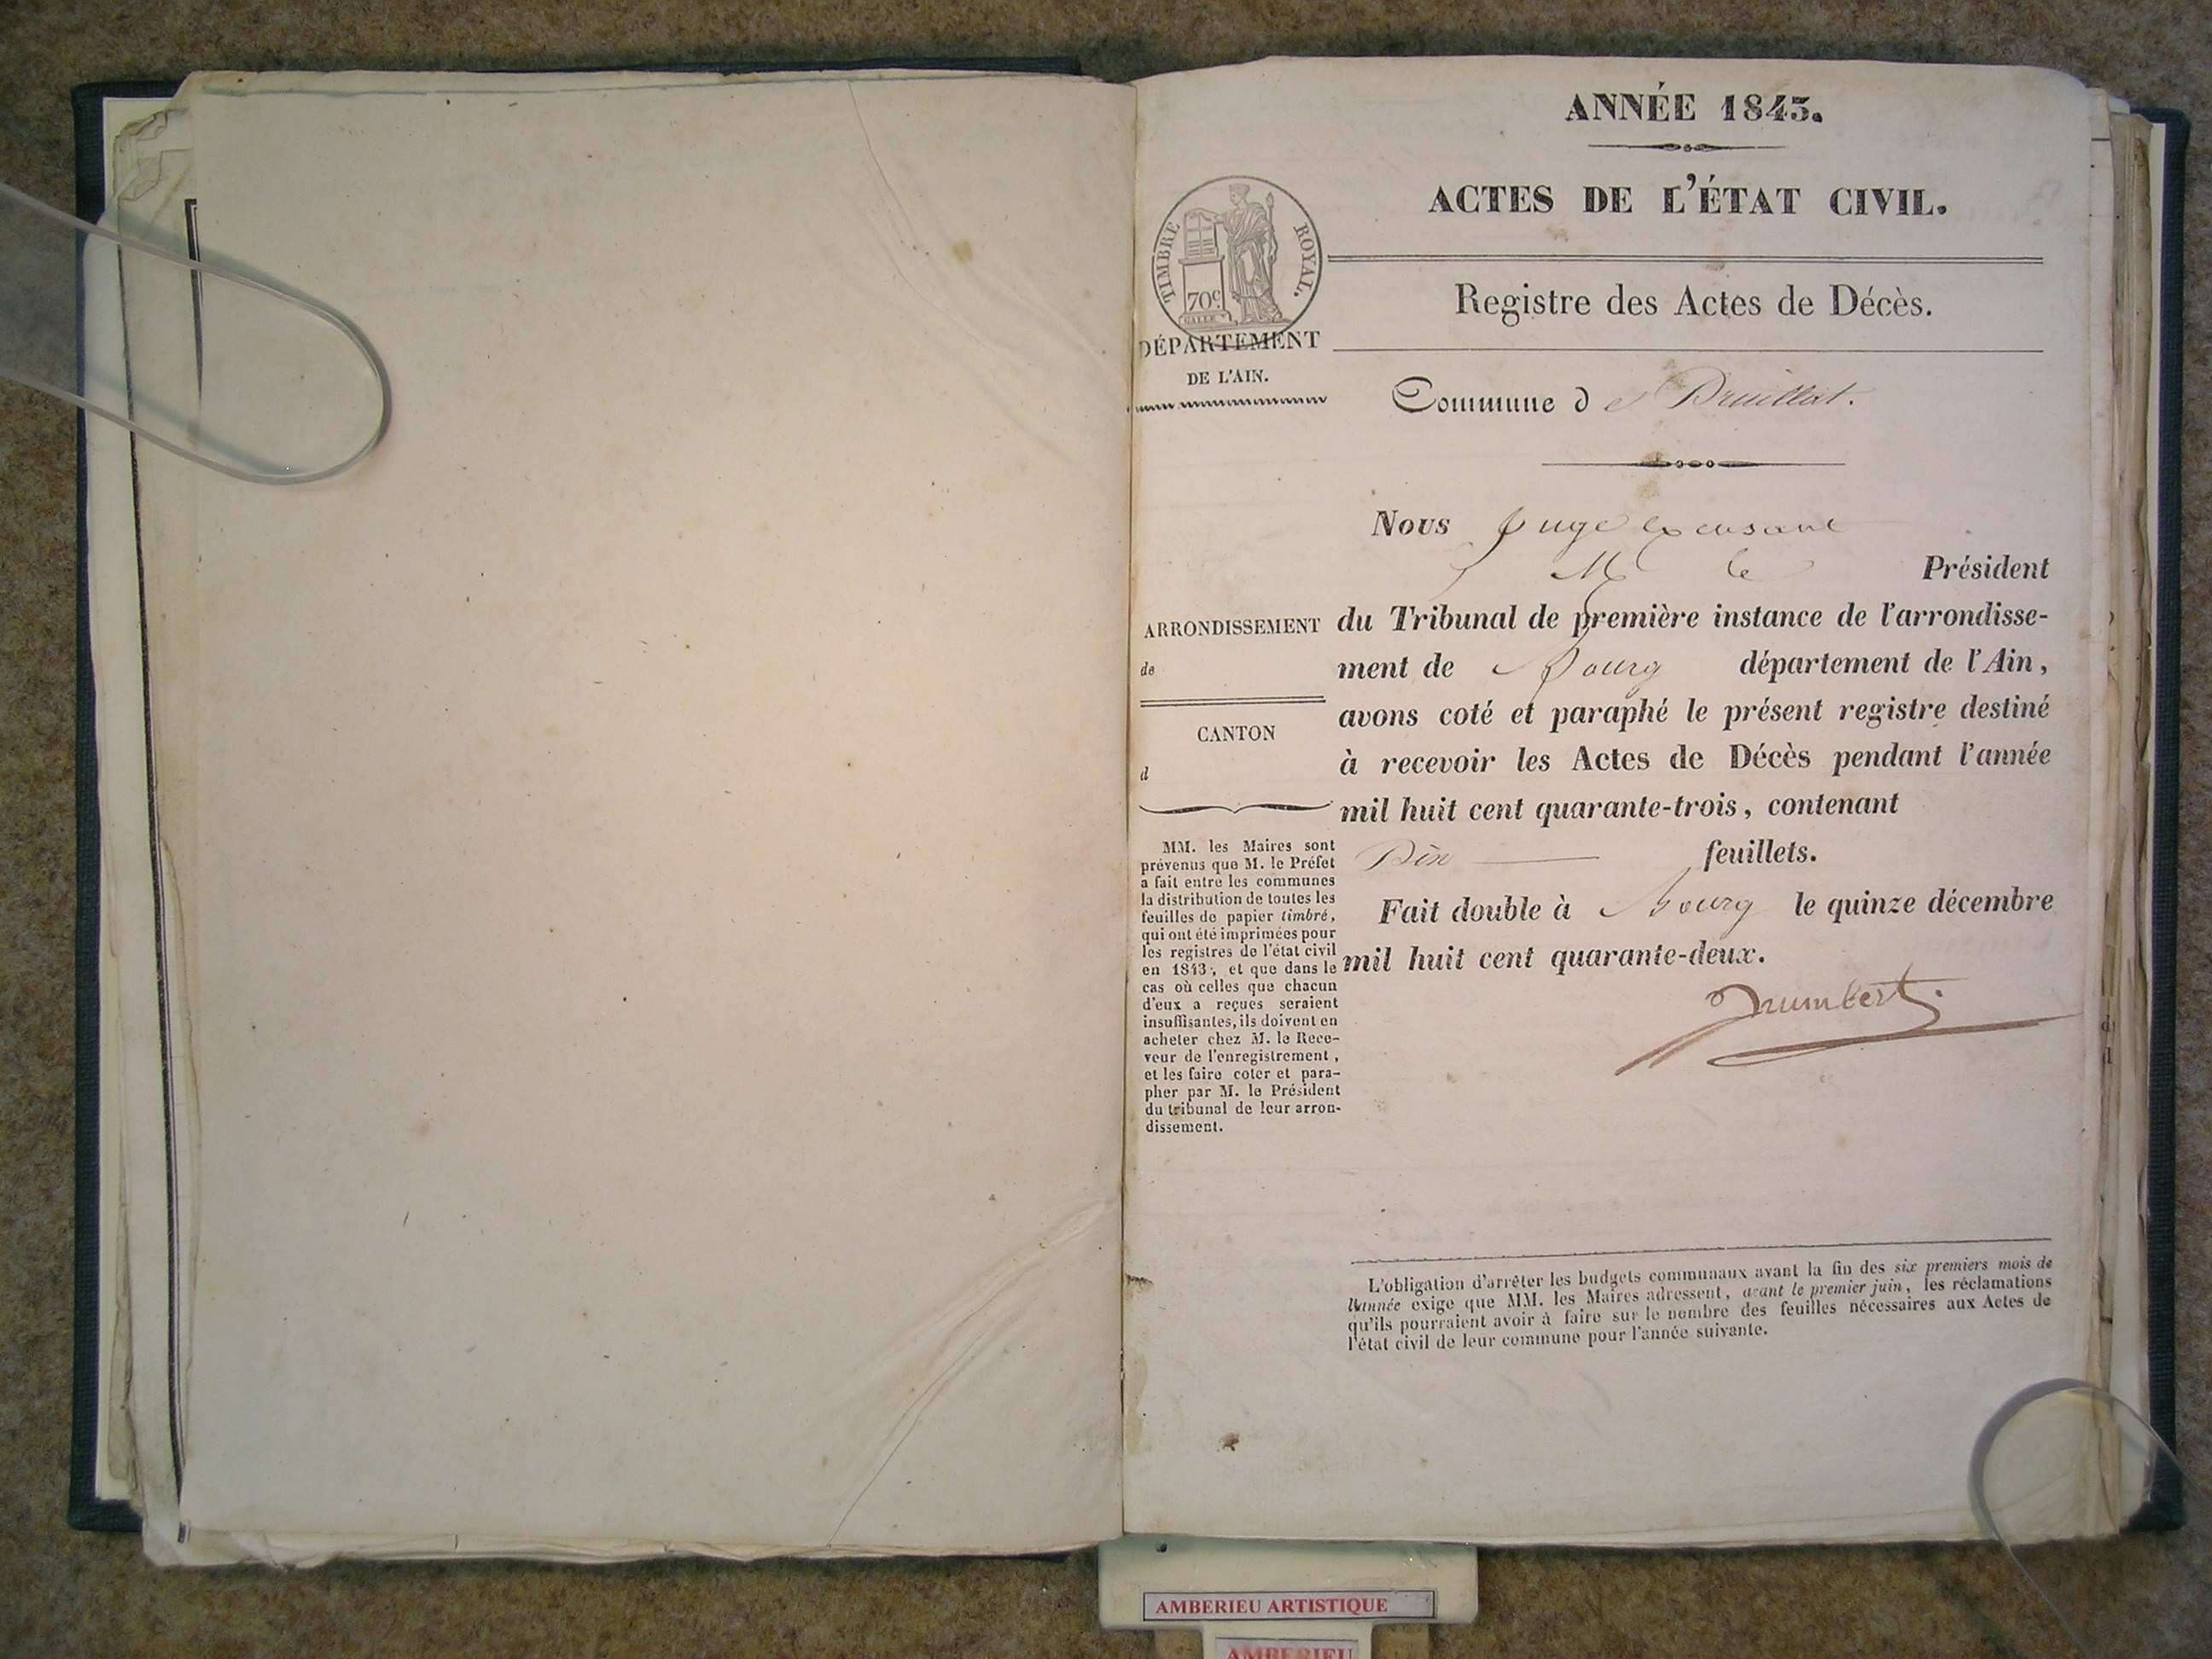 ANNÉE 1843.
ACTES DE L'ÉTAT CIVIL.
TIMBRE ROYAL.
70c
DÉPARTEMENT
DE L'AIN.
Registre des Actes de Décès.
Commune de Druillat.
Nous Juge
M le Président
du Tribunal de première instance de l'arrondisse-
ment de Bourg département de l'Ain,
avons coté et paraphé le présent registre destiné
à recevoir les Actes de Décès pendant l'année
mil huit cent quarante-trois, contenant
Dix feuillets.
Fait double à Bourg le quinze décembre
mil huit cent quarante-deux.
ARRONDISSEMENT
de
CANTON
d
MM. les Maires sont
prévenus que M. le Préfet
a fait entre les communes
la distribution de toutes les
feuilles de papier timbré,
qui ont été imprimées pour
les registres de l'état civil
en 1843, et que dans le
cas où celles que chacun
d'eux a reçues seraient
insuffisantes, ils doivent en
acheter chez M. le Rece-
veur de l'enregistrement,
et les faire coter et para-
pher par M. le Président
du tribunal de leur arron-
dissement.
L'obligation d'arrêter les budgets communaux avant la fin des six premiers mois de
l'année exige que MM. les Maires adressent, avant le premier juin, les réclamations
qu'ils pourraient avoir à faire sur le nombre des feuilles nécessaires aux Actes de
l'état civil de leur commune pour l'année suivante.
AMBERIEU ARTISTIQUE
AMBERIEU